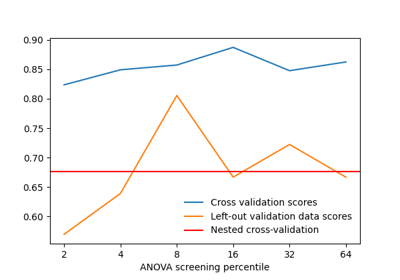 0.90
0.85
0.80
0.75
0.70
0.65
0.60
Cross validation scores
Left-out validation data scores
Nested cross-validation
2 4 8 16 32 64
ANOVA screening percentile